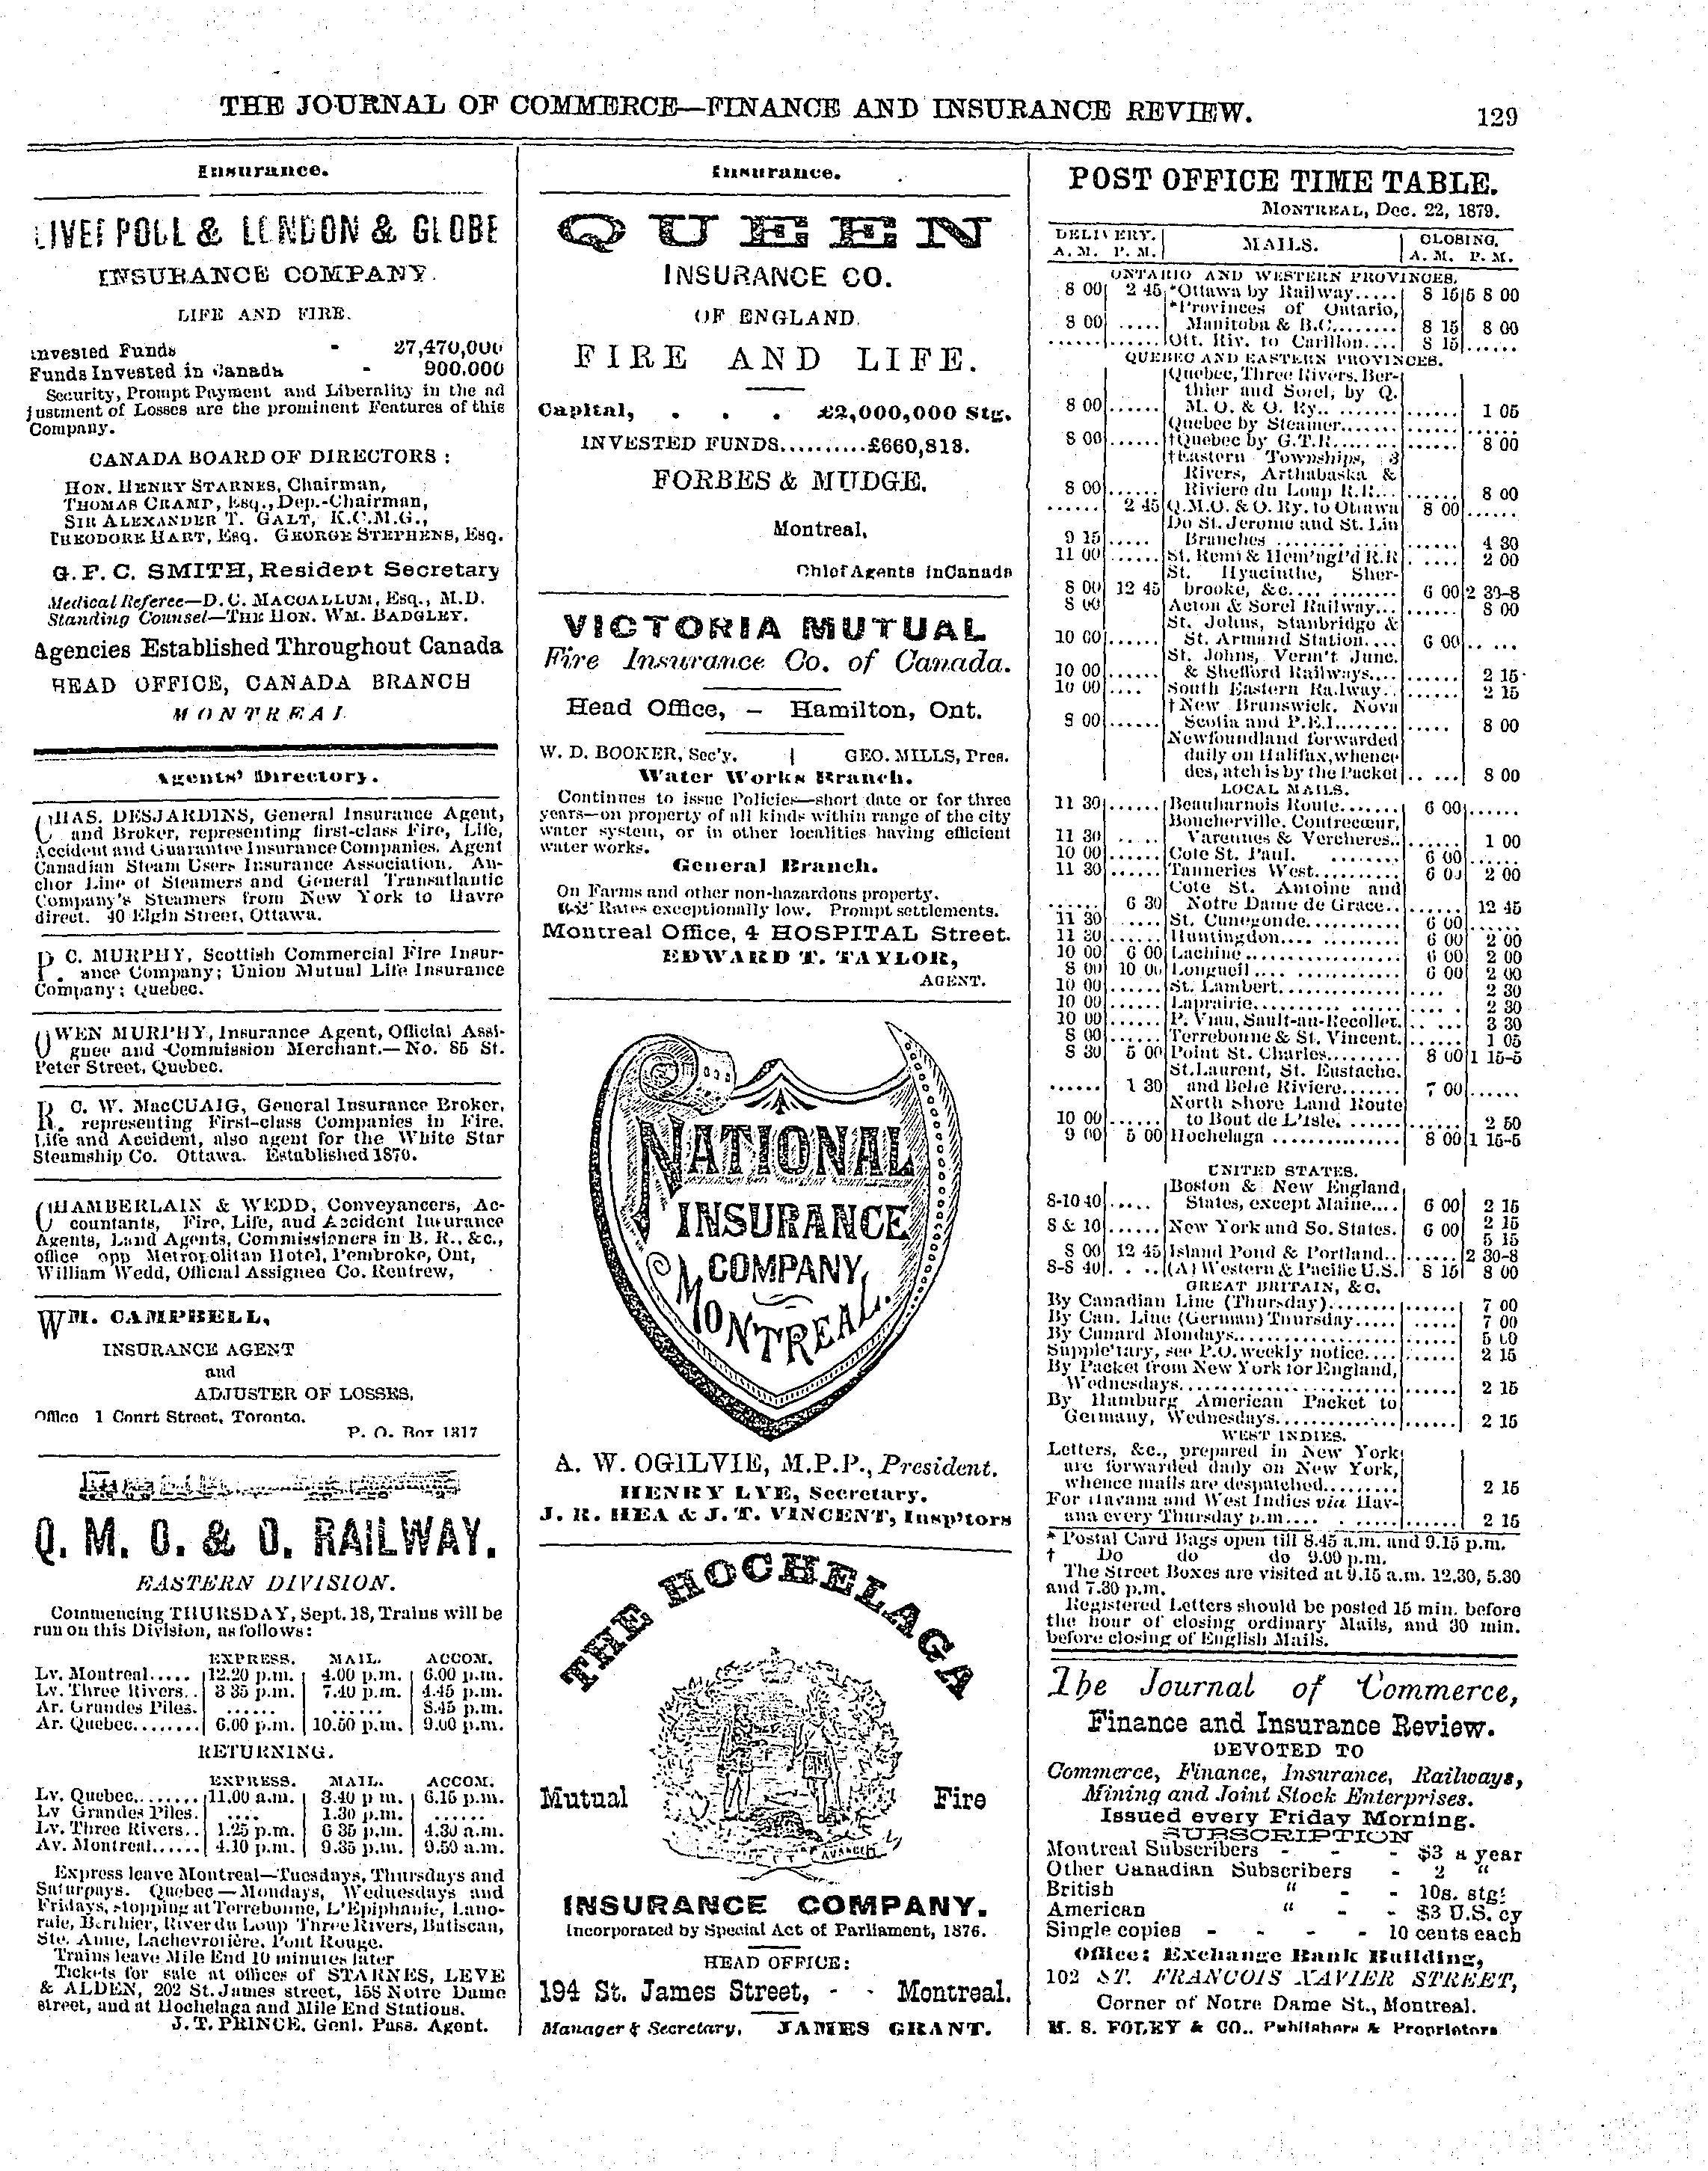 THE JOURNAL OF COMMERCE—FINANCE AND INSURANCE REVIEW. 129
Insurance.
LIVERPOLL & LONDON & GLOBE
INSURANCE COMPANY.
LIFE AND FIRE.
Invested Funds - 27,470,000
Funds Invested in Canada - 900,000
Security, Prompt Payment and Liberality in the ad
justment of Losses are the prominent Features of this
Company.
CANADA BOARD OF DIRECTORS :
HON. HENRY STARNES, Chairman,
THOMAS CRAMP, Esq., Dep.-Chairman,
SIR ALEXANDER T. GALT, K.C.M.G.,
THEODORE HART, Esq. GEORGE STEPHENS, Esq.
G. F. C. SMITH, Resident Secretary
Medical Referee—D. C. MACCALLUM, Esq., M.D.
Standing Counsel—THE HON. WM. BADGLEY.
Agencies Established Throughout Canada
HEAD OFFICE, CANADA BRANCH
MONTREAL
Agents' Directory.
CHAS. DESJARDINS, General Insurance Agent,
and Broker, representing first-class Fire, Life,
Accident and Guarantee Insurance Companies. Agent
Canadian Steam Users Insurance Association. An-
chor Line of Steamers and General Transatlantic
Company's Steamers from New York to Havre
direct. 40 Elgin Street, Ottawa.
P. C. MURPHY, Scottish Commercial Fire Insur-
ance Company; Union Mutual Life Insurance
Company; Quebec.
OWEN MURPHY, Insurance Agent, Official Assi-
gnee and Commission Merchant.—No. 85 St.
Peter Street, Quebec.
R. C. W. MacCUAIG, General Insurance Broker,
representing First-class Companies in Fire,
Life and Accident, also agent for the White Star
Steamship Co. Ottawa. Established 1870.
CHAMBERLAIN & WEDD, Conveyancers, Ac-
countants, Fire, Life, and Accident Insurance
Agents, Land Agents, Commissioners in B. R., &c.,
office opp Metropolitan Hotel, Pembroke, Ont,
William Wedd, Official Assignee Co. Renfrew,
WM. CAMPBELL,
INSURANCE AGENT
and
ADJUSTER OF LOSSES,
Office 1 Court Street, Toronto.
P. O. Box 1317
Q. M. O. & O. RAILWAY.
EASTERN DIVISION.
Commencing THURSDAY, Sept. 18, Trains will be
run on this Division, as follows:
EXPRESS. MAIL. ACCOM.
Lv. Montreal..... 12.20 p.m. 4.00 p.m. 6.00 p.m.
Lv. Three Rivers.. 3 35 p.m. 7.40 p.m. 4.45 p.m.
Ar. Grandes Piles. ...... ...... 8.45 p.m.
Ar. Quebec........ 6.00 p.m. 10.50 p.m. 9.00 p.m.
RETURNING.
EXPRESS. MAIL. ACCOM.
Lv. Quebec........ 11.00 a.m. 3.40 p m. 6.15 p.m.
Lv Grandes Piles. .... 1.30 p.m. ......
Lv. Three Rivers.. 1.25 p.m. 6 35 p.m. 4.30 a.m.
Av. Montreal...... 4.10 p.m. 9.35 p.m. 9.50 a.m.
Express leave Montreal—Tuesdays, Thursdays and
Saturpays. Quebec—Mondays, Wednesdays and
Fridays, stopping at Terrebonne, L'Epiphanie, Lano-
raie, Berthier, River du Loup Three Rivers, Batiscan,
Ste. Anne, Lachevrotière, Pont Rouge.
Trains leave Mile End 10 minutes later
Tickets for sale at offices of STARNES, LEVE
& ALDEN, 202 St. James street, 158 Notre Dame
street, and at Hochelaga and Mile End Stations.
J. T. PRINCE, Genl. Pass. Agent.
Insurance.
QUEEN
INSURANCE CO.
OF ENGLAND.
FIRE AND LIFE.
Capital, . . . £2,000,000 Stg.
INVESTED FUNDS..........£660,818.
FORBES & MUDGE.
Montreal,
Chief Agents in Canada
VICTORIA MUTUAL
Fire Insurance Co. of Canada.
Head Office, – Hamilton, Ont.
W. D. BOOKER, Sec'y. | GEO. MILLS, Pres.
Water Works Branch.
Continues to issue Policies—short date or for three
years—on property of all kinds within range of the city
water system, or in other localities having efficient
water works.
General Branch.
On Farms and other non-hazardous property.
Rates exceptionally low. Prompt settlements.
Montreal Office, 4 HOSPITAL Street.
EDWARD T. TAYLOR,
AGENT.
NATIONAL
INSURANCE
COMPANY,
MONTREAL.
A. W. OGILVIE, M.P.P., President.
HENRY LYE, Secretary.
J. R. HEA & J. T. VINCENT, Insp'tors
THE HOCHELAGA
Mutual Fire
INSURANCE COMPANY.
Incorporated by Special Act of Parliament, 1876.
HEAD OFFICE:
194 St. James Street, - - Montreal.
Manager & Secretary, JAMES GRANT.
POST OFFICE TIME TABLE.
MONTREAL, Dec. 22, 1879.
DELIVERY. MAILS. CLOSING.
A. M. P. M. A. M. P. M.
ONTARIO AND WESTERN PROVINCES.
8 00 2 45 *Ottawa by Railway..... 8 15 8 00
*Provinces of Ontario,
8 00 ..... Manitoba & B.C........ 8 15 8 00
Ott. Riv. to Carillon.... 8 15 ......
QUEBEC AND EASTERN PROVINCES.
Quebec, Three Rivers, Ber-
thier and Sorel, by Q.
8 00 ...... M. O. & O. Ry.. ........ ...... 1 05
Quebec by Steamer....... ...... ......
8 00 ...... †Quebec by G.T.R........ ...... 8 00
†Eastern Townships, 3
Rivers, Arthabaska &
8 00 ...... Riviere du Loup R.R... ...... 8 00
...... 2 45 Q.M.O. & O. Ry. to Ottawa 8 00 ......
Do St. Jerome and St. Lin
9 15 ..... Branches .......... ...... 4 30
11 00 ...... St. Remi & Hem'ngf'd R.R ..... 2 00
St. Hyacinthe, Sher-
8 00 12 45 brooke, &c.... ........ 6 00 2 30-8
8 00 Acton & Sorel Railway... ...... 8 00
St. Johns, Stanbridge &
10 00 ...... St. Armand Station.... 6 00 .....
St. Johns, Verm't June.
10 00 ...... & Shefford Railways.... ...... 2 15
10 00 .... South Eastern Railway.. ...... 2 15
†New Brunswick, Nova
8 00 ...... Scotia and P.E.I....... ..... 8 00
Newfoundland forwarded
daily on Halifax, whence
despatch is by the Packet ..... 8 00
LOCAL MAILS.
11 30 ...... Beauharnois Route....... 6 00 ......
Boucherville, Contrecœur,
11 30 ..... Varennes & Vercheres.. ...... 1 00
10 00 ...... Cote St. Paul. ........ 6 00 ......
11 30 ...... Tanneries West.......... 6 00 2 00
Cote St. Antoine and
...... 6 30 Notre Dame de Grace.. ...... 12 45
11 30 ..... St. Cunegonde........... 6 00 ......
11 30 ...... Huntingdon.... ......... 6 00 2 00
10 00 6 00 Lachine................. 6 00 2 00
8 00 10 00 Longueil .... .......... 6 00 2 00
10 00 ...... St. Lambert.............. .... 2 30
10 00 ...... Laprairie................ .... 2 30
10 00 ...... P. Viau, Sault-au-Recollet. ..... 3 30
8 00 ...... Terrebonne & St. Vincent. ...... 1 05
8 30 5 00 Point St. Charles......... 8 00 1 15-5
St. Laurent, St. Eustache.
...... 1 30 and Belle Riviere....... 7 00 ......
North Shore Land Route
10 00 ...... to Bout de L'Isle. ...... ...... 2 50
9 00 5 00 Hochelaga .............. 8 00 1 15-5
UNITED STATES.
Boston & New England
8-10 40 ..... States, except Maine.... 6 00 2 15
8 & 10 ...... New York and So. States. 6 00 2 15
5 15
8 00 12 45 Island Pond & Portland.. ...... 2 30-8
8-8 40 .... (A) Western & Pacific U.S. 8 15 8 00
GREAT BRITAIN, &C.
By Canadian Line (Thursday)......... ...... 7 00
By Can. Line (German) Thursday..... ..... 7 00
By Cunard Mondays................. ...... 5 00
Supple'tary, see P.O. weekly notice.... ...... 2 15
By Packet from New York for England,
Wednesdays........................ ...... 2 15
By Hamburg American Packet to
Germany, Wednesdays............. ...... 2 15
WEST INDIES.
Letters, &c., prepared in New York
are forwarded daily on New York,
whence mails are despatched......... 2 15
For Havana and West Indies via Hav-
ana every Thursday p.m.... ..... ...... 2 15
* Postal Card Bags open till 8.45 a.m. and 9.15 p.m.
† Do do do 9.00 p.m.
The Street Boxes are visited at 9.15 a.m. 12.30, 5.30
and 7.30 p.m.
Registered Letters should be posted 15 min. before
the hour of closing ordinary Mails, and 30 min.
before closing of English Mails.
The Journal of Commerce,
Finance and Insurance Review.
DEVOTED TO
Commerce, Finance, Insurance, Railways,
Mining and Joint Stock Enterprises.
Issued every Friday Morning.
SUBSCRIPTION
Montreal Subscribers - - - $3 a year
Other Canadian Subscribers - 2 "
British " - - 10s. stg.
American " - - $3 U.S. cy
Single copies - - - - 10 cents each
Office: Exchange Bank Building,
102 ST. FRANCOIS XAVIER STREET,
Corner of Notre Dame St., Montreal.
M. S. FOLEY & CO., Publishers & Proprietors